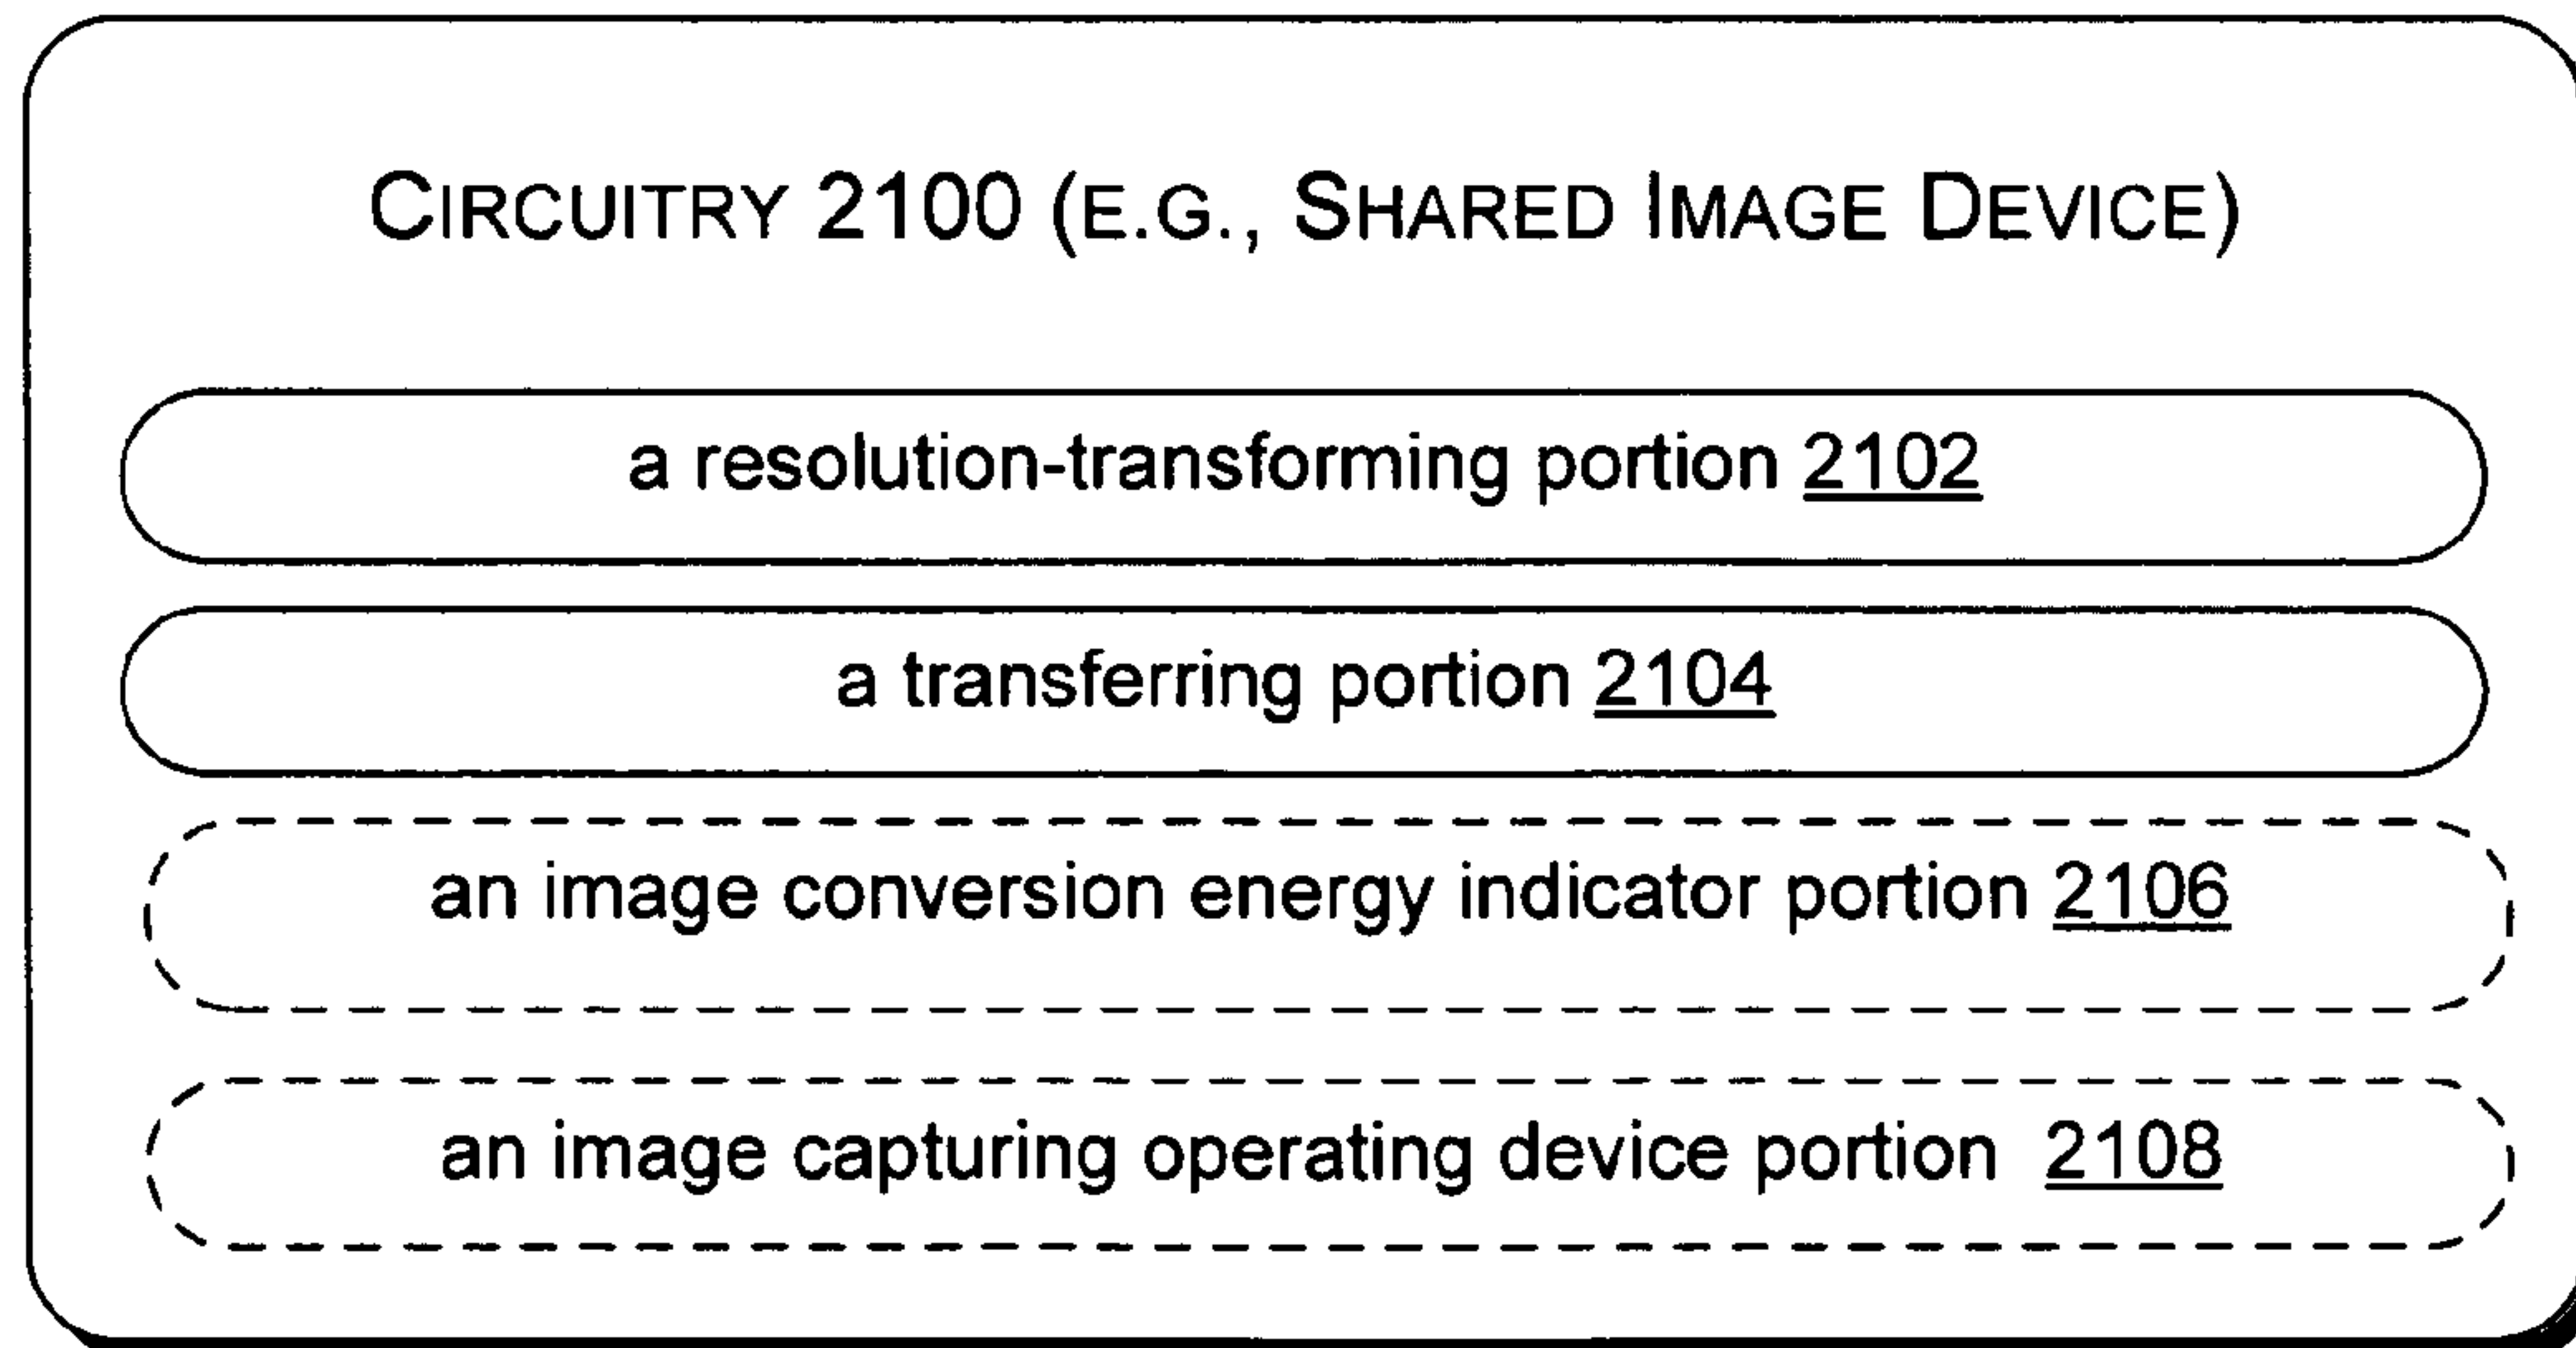 CIRCUITRY 2100 (E.G., SHARED IMAGE DEVICE)
a resolution-transforming portion 2102
a transferring portion 2104
an image conversion energy indicator portion 2106
an image capturing operating device portion 2108